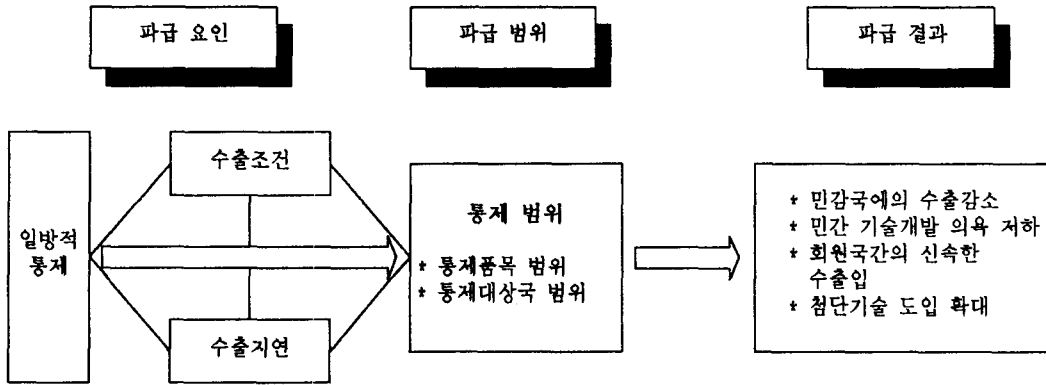 파급 요인
파급 범위
파급 결과
일방적
통제
수출조건
수출지연
통제 범위
* 통제품목 범위
* 통제대상국 범위
* 민감국에의 수출감소
* 민간 기술개발 의욕 저하
* 회원국간의 신속한
수출입
* 첨단기술 도입 확대